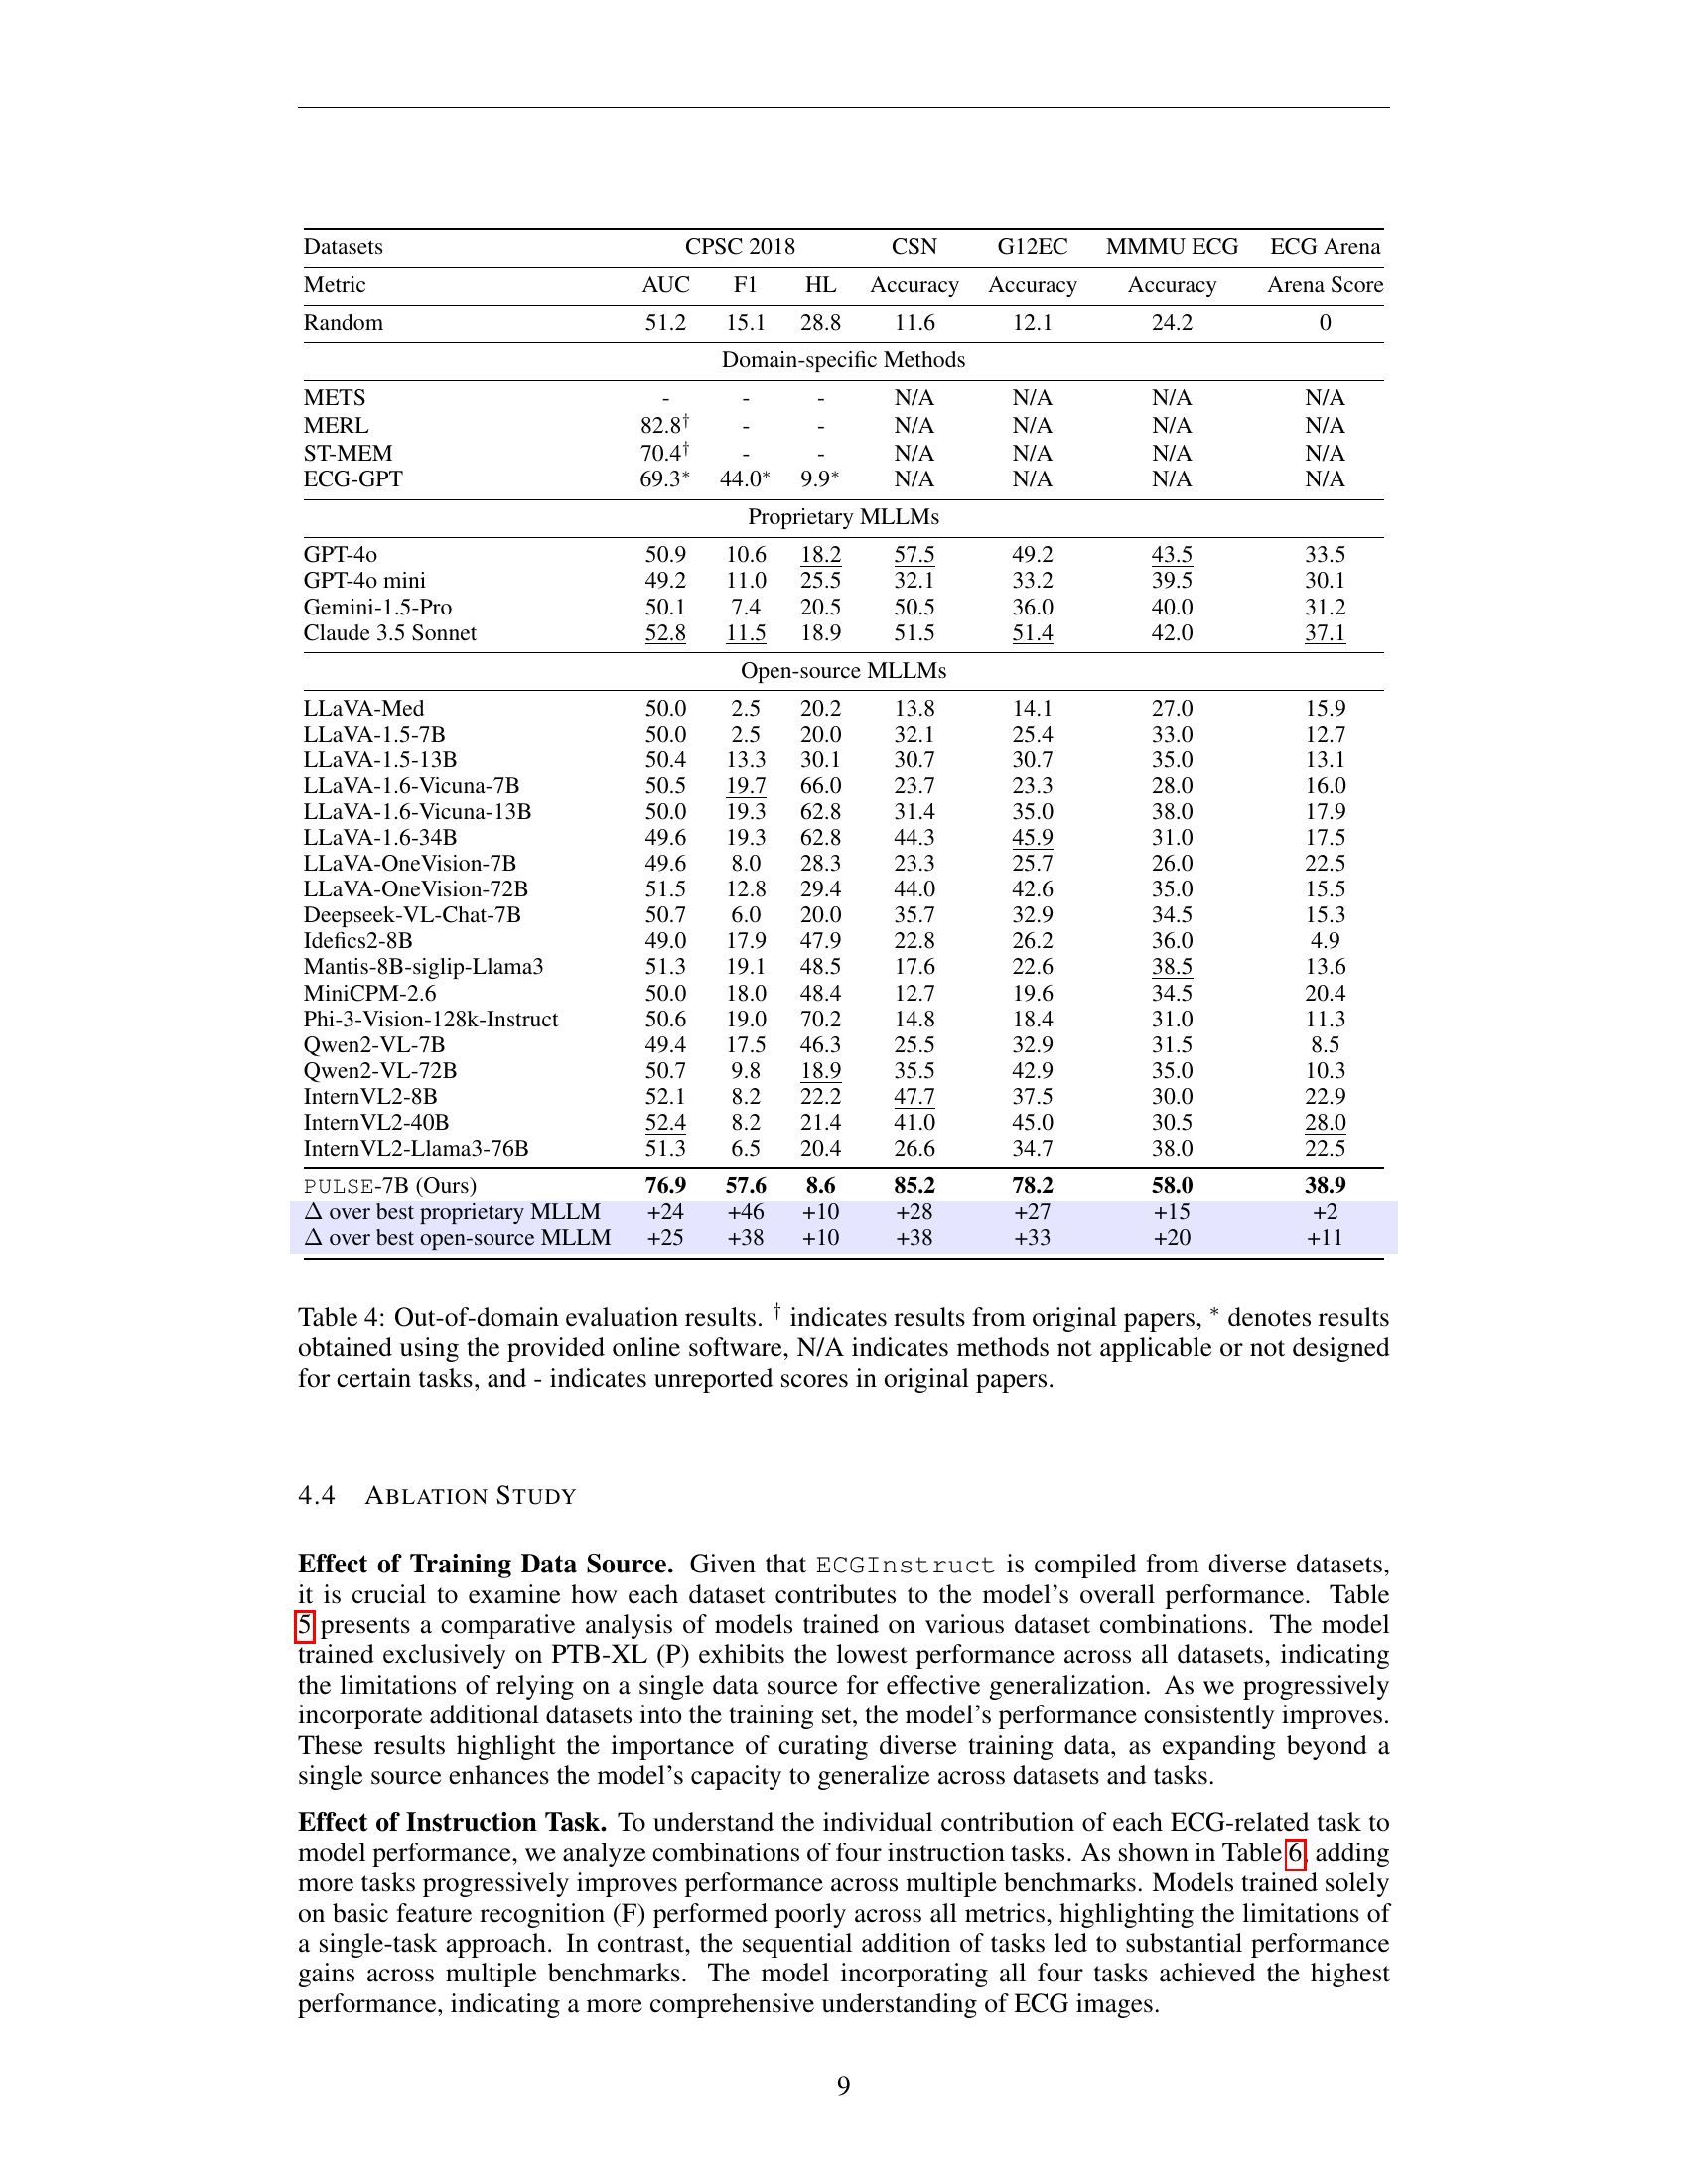 Datasets CPSC 2018 CSN G12EC MMMU ECG ECG Arena
Metric AUC F1 HL Accuracy Accuracy Accuracy Arena Score
Random 51.2 15.1 28.8 11.6 12.1 24.2 0
Domain-specific Methods
METS - - - N/A N/A N/A N/A
MERL 82.8† - - N/A N/A N/A N/A
ST-MEM 70.4† - - N/A N/A N/A N/A
ECG-GPT 69.3* 44.0* 9.9* N/A N/A N/A N/A
Proprietary MLLMs
GPT-4o 50.9 10.6 18.2 57.5 49.2 43.5 33.5
GPT-4o mini 49.2 11.0 25.5 32.1 33.2 39.5 30.1
Gemini-1.5-Pro 50.1 7.4 20.5 50.5 36.0 40.0 31.2
Claude 3.5 Sonnet 52.8 11.5 18.9 51.5 51.4 42.0 37.1
Open-source MLLMs
LLaVA-Med 50.0 2.5 20.2 13.8 14.1 27.0 15.9
LLaVA-1.5-7B 50.0 2.5 20.0 32.1 25.4 33.0 12.7
LLaVA-1.5-13B 50.4 13.3 30.1 30.7 30.7 35.0 13.1
LLaVA-1.6-Vicuna-7B 50.5 19.7 66.0 23.7 23.3 28.0 16.0
LLaVA-1.6-Vicuna-13B 50.0 19.3 62.8 31.4 35.0 38.0 17.9
LLaVA-1.6-34B 49.6 19.3 62.8 44.3 45.9 31.0 17.5
LLaVA-OneVision-7B 49.6 8.0 28.3 23.3 25.7 26.0 22.5
LLaVA-OneVision-72B 51.5 12.8 29.4 44.0 42.6 35.0 15.5
Deepseek-VL-Chat-7B 50.7 6.0 20.0 35.7 32.9 34.5 15.3
Idefics2-8B 49.0 17.9 47.9 22.8 26.2 36.0 4.9
Mantis-8B-siglip-Llama3 51.3 19.1 48.5 17.6 22.6 38.5 13.6
MiniCPM-2.6 50.0 18.0 48.4 12.7 19.6 34.5 20.4
Phi-3-Vision-128k-Instruct 50.6 19.0 70.2 14.8 18.4 31.0 11.3
Qwen2-VL-7B 49.4 17.5 46.3 25.5 32.9 31.5 8.5
Qwen2-VL-72B 50.7 9.8 18.9 35.5 42.9 35.0 10.3
InternVL2-8B 52.1 8.2 22.2 47.7 37.5 30.0 22.9
InternVL2-40B 52.4 8.2 21.4 41.0 45.0 30.5 28.0
InternVL2-Llama3-76B 51.3 6.5 20.4 26.6 34.7 38.0 22.5
PULSE-7B (Ours) 76.9 57.6 8.6 85.2 78.2 58.0 38.9
Δ over best proprietary MLLM +24 +46 +10 +28 +27 +15 +2
Δ over best open-source MLLM +25 +38 +10 +38 +33 +20 +11
Table 4: Out-of-domain evaluation results. † indicates results from original papers, * denotes results
obtained using the provided online software, N/A indicates methods not applicable or not designed
for certain tasks, and - indicates unreported scores in original papers.
4.4 ABLATION STUDY
Effect of Training Data Source. Given that ECGInstruct is compiled from diverse datasets,
it is crucial to examine how each dataset contributes to the model's overall performance. Table
5 presents a comparative analysis of models trained on various dataset combinations. The model
trained exclusively on PTB-XL (P) exhibits the lowest performance across all datasets, indicating
the limitations of relying on a single data source for effective generalization. As we progressively
incorporate additional datasets into the training set, the model's performance consistently improves.
These results highlight the importance of curating diverse training data, as expanding beyond a
single source enhances the model's capacity to generalize across datasets and tasks.
Effect of Instruction Task. To understand the individual contribution of each ECG-related task to
model performance, we analyze combinations of four instruction tasks. As shown in Table 6, adding
more tasks progressively improves performance across multiple benchmarks. Models trained solely
on basic feature recognition (F) performed poorly across all metrics, highlighting the limitations of
a single-task approach. In contrast, the sequential addition of tasks led to substantial performance
gains across multiple benchmarks. The model incorporating all four tasks achieved the highest
performance, indicating a more comprehensive understanding of ECG images.
9